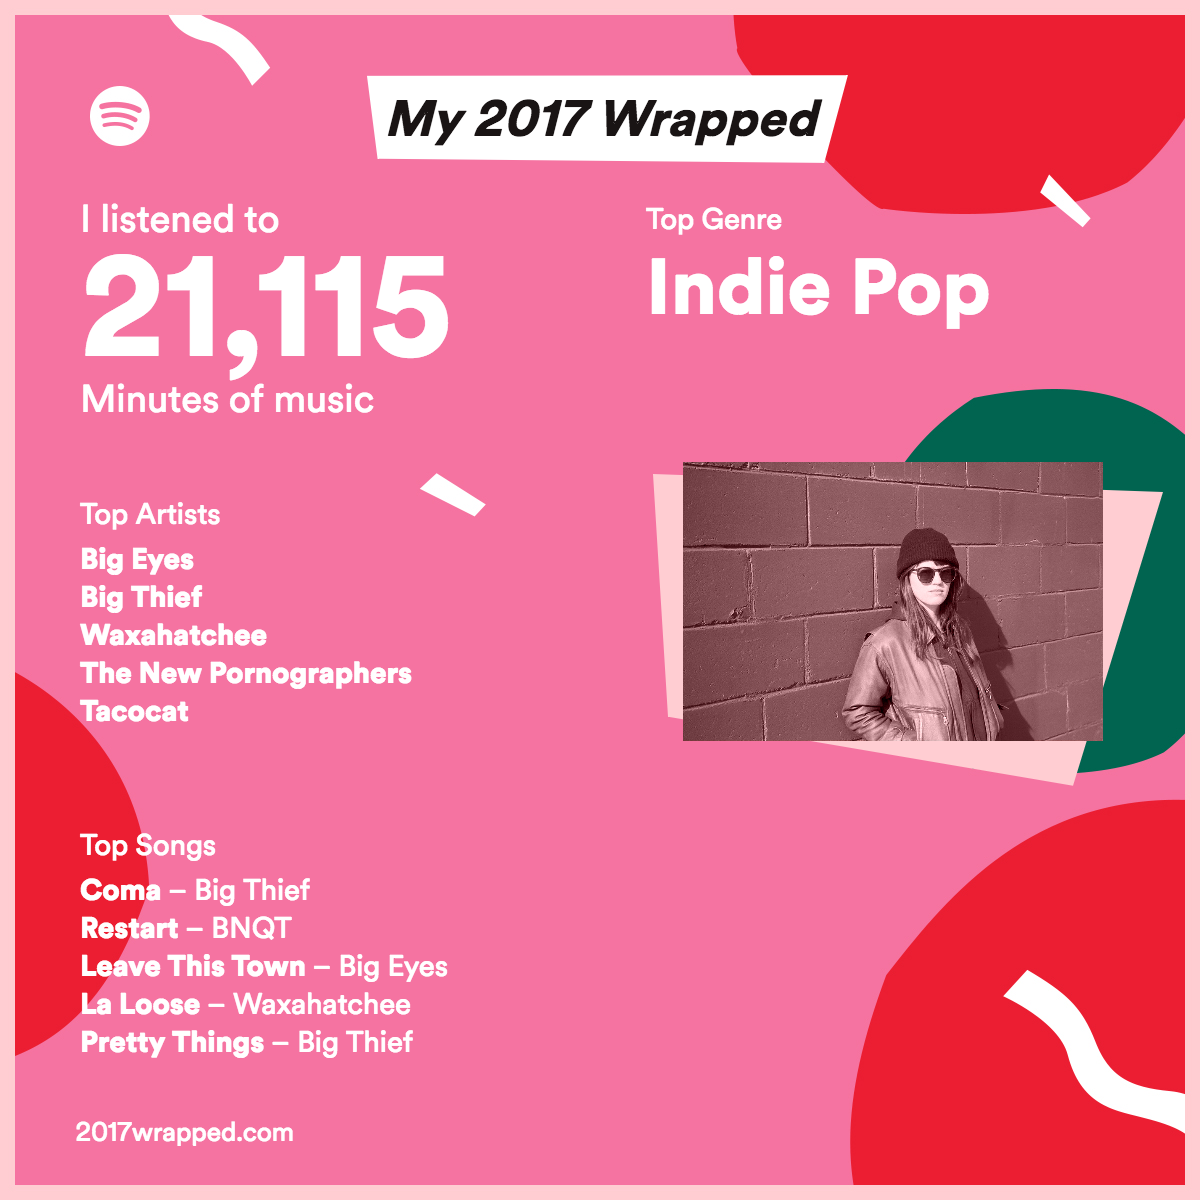 My 2017 Wrapped
I listened to
21,115
Minutes of music
Top Genre
Indie Pop
Top Artists
Big Eyes
Big Thief
Waxahatchee
The New Pornographers
Tacocat
Top Songs
Coma – Big Thief
Restart – BNQT
Leave This Town – Big Eyes
La Loose – Waxahatchee
Pretty Things – Big Thief
2017wrapped.com